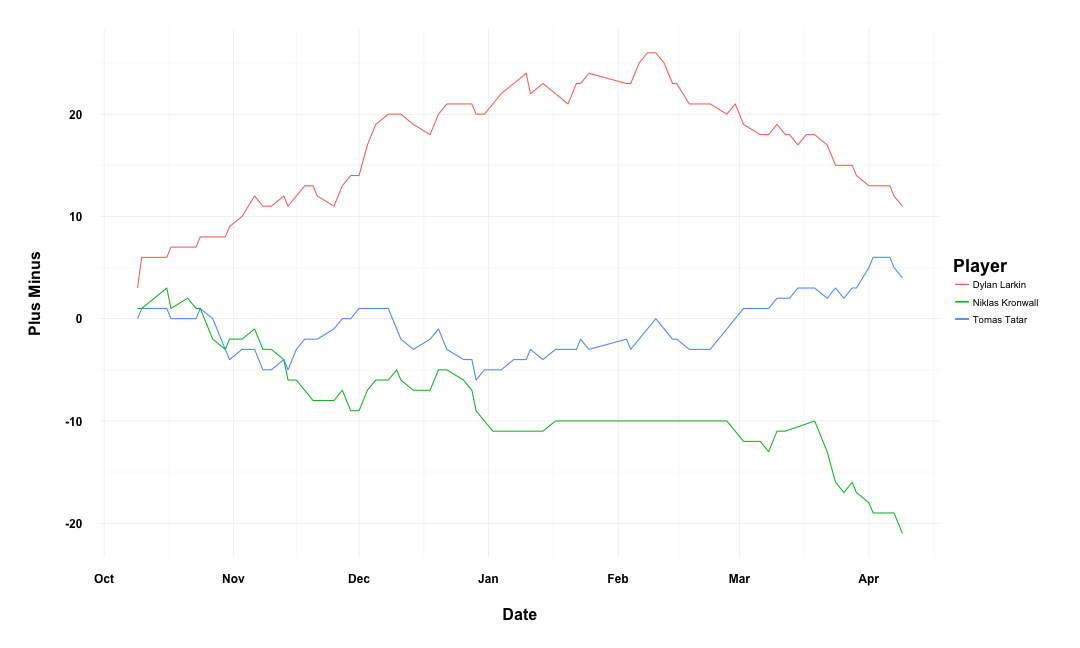 20
10
0
-10
-20
Plus Minus
Oct Nov Dec Jan Feb Mar Apr
Date
Player
Dylan Larkin
Niklas Kronwall
Tomas Tatar